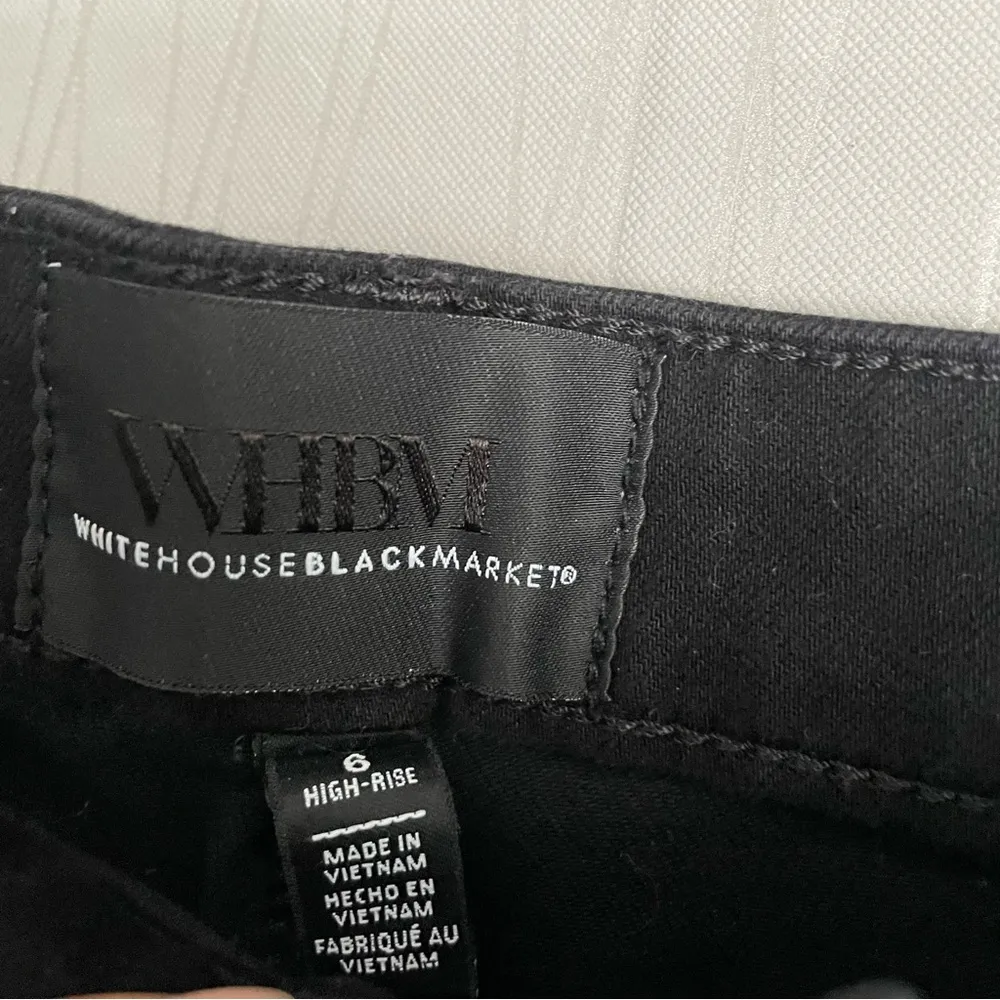 WHBM
WHITEHOUSEBLACKMARKET®
6
HIGH-RISE
MADE IN
VIETNAM
HECHO EN
VIETNAM
FABRIQUÉ AU
VIETNAM